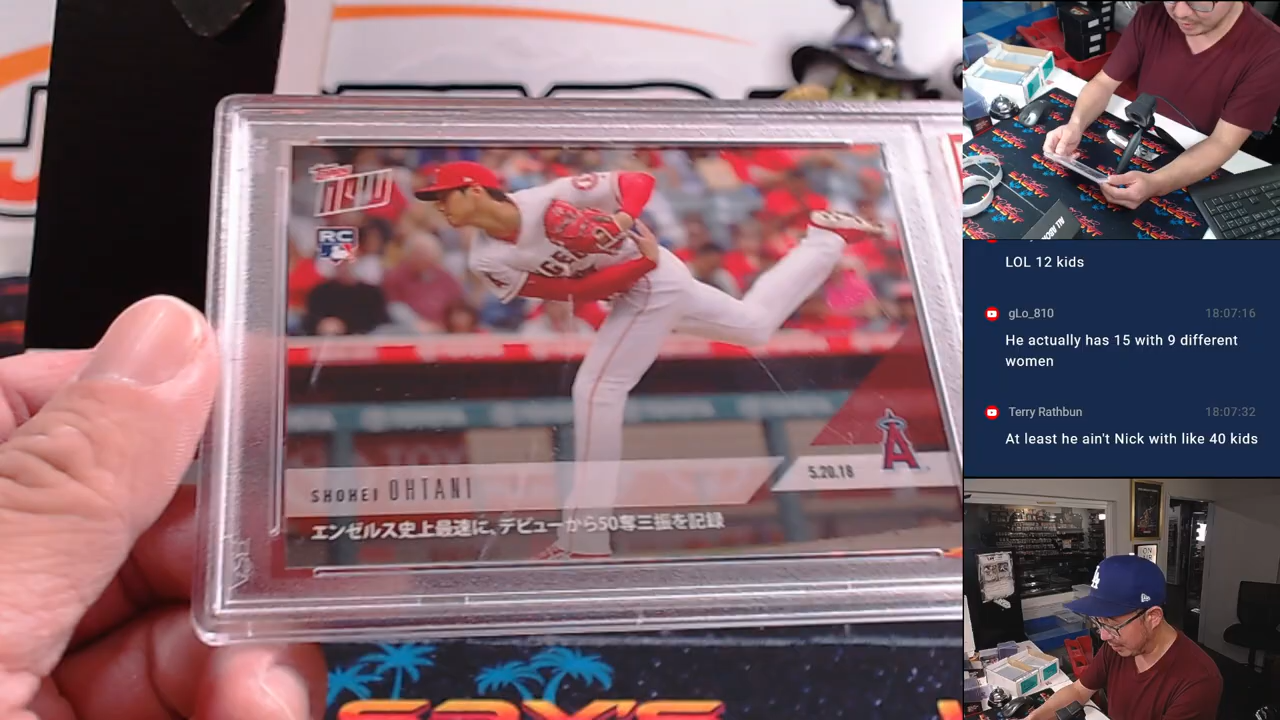 TOPPS NOW
RC
ANGELS
5.20.18
SHOHEI OHTANI
エンゼルス史上最速に、デビューから50奪三振を記録
PSA
LOL 12 kids
gLo_810 18:07:16
He actually has 15 with 9 different
women
Terry Rathbun 18:07:32
At least he ain't Nick with like 40 kids
LA